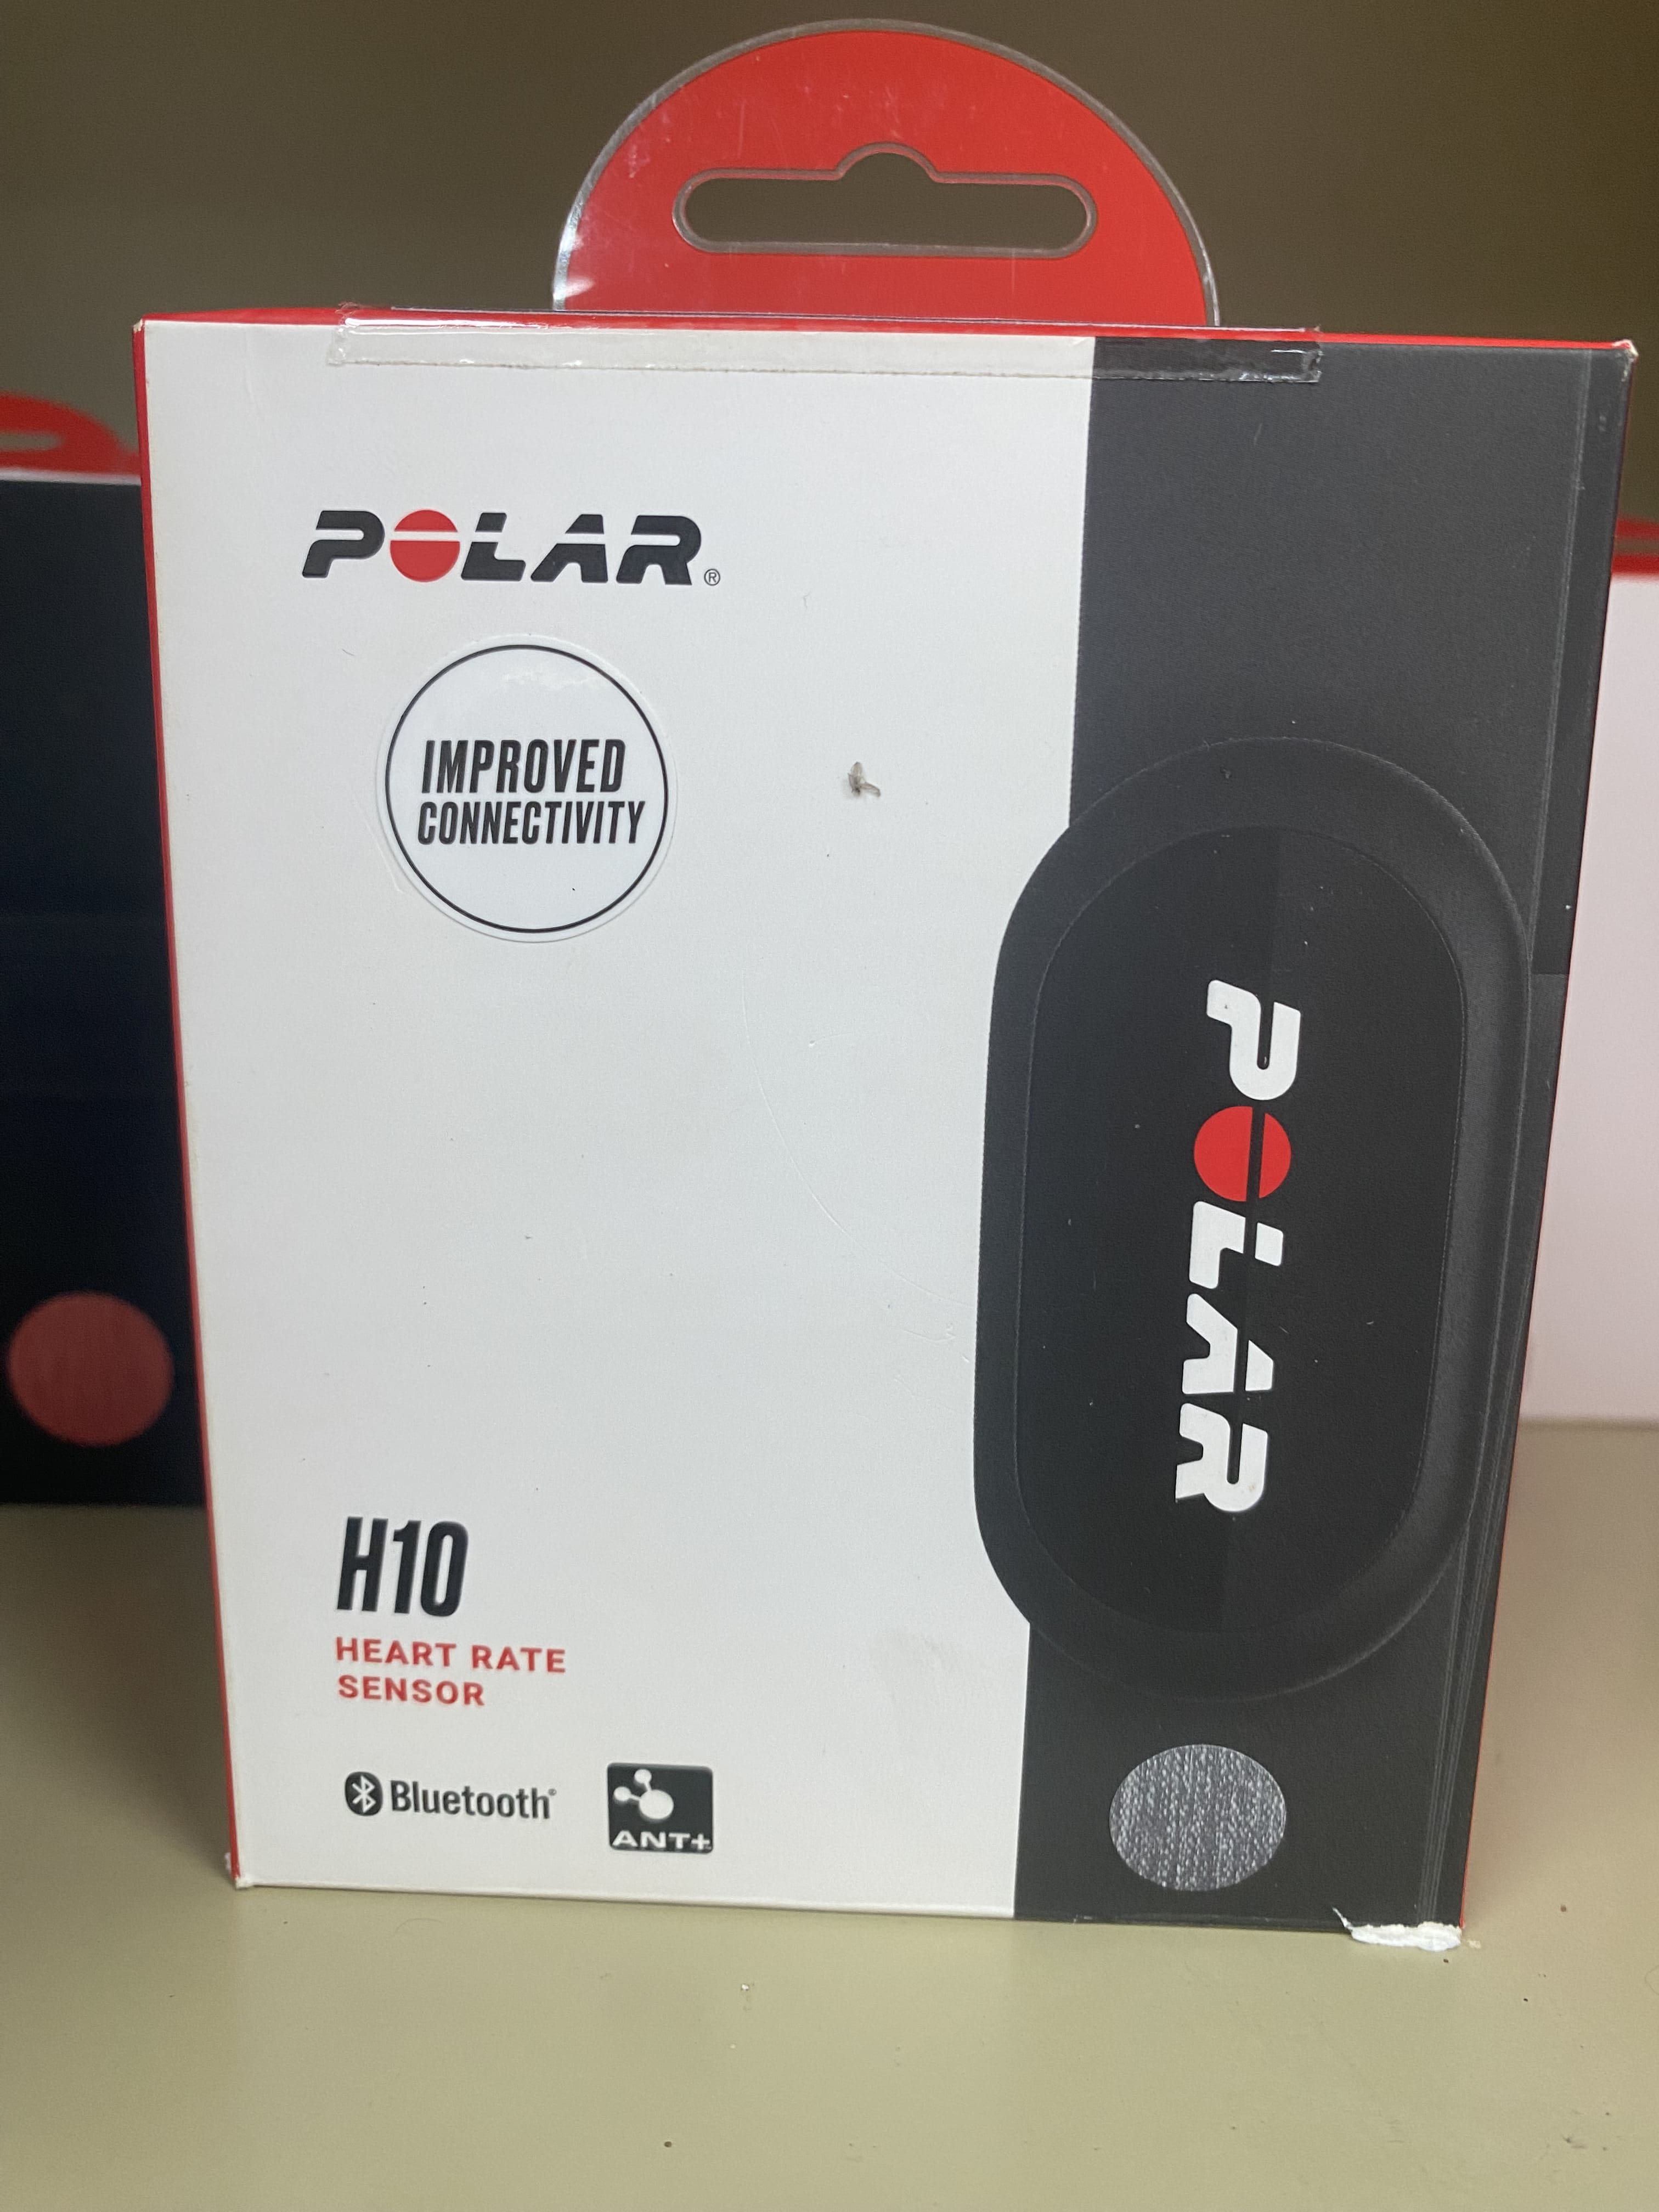 POLAR®
IMPROVED
CONNECTIVITY
POLAR
H10
HEART RATE
SENSOR
Bluetooth®
ANT+